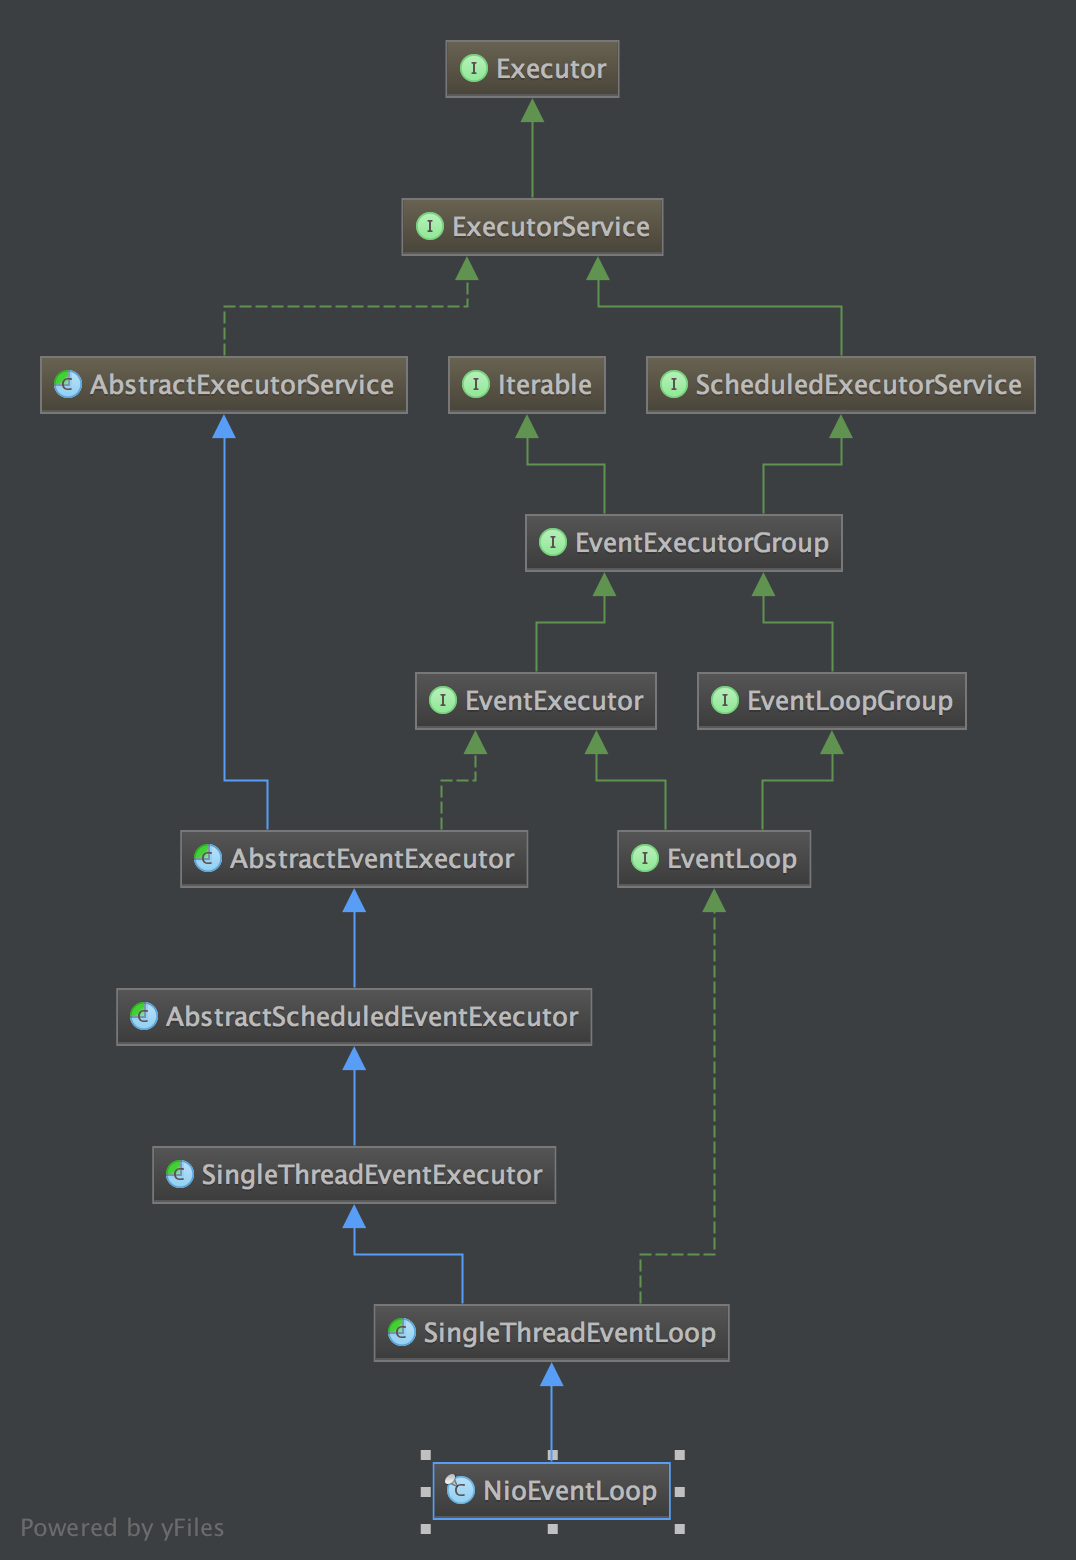 Executor
ExecutorService
AbstractExecutorService
Iterable
ScheduledExecutorService
EventExecutorGroup
EventExecutor
EventLoopGroup
AbstractEventExecutor
EventLoop
AbstractScheduledEventExecutor
SingleThreadEventExecutor
SingleThreadEventLoop
NioEventLoop
Powered by yFiles